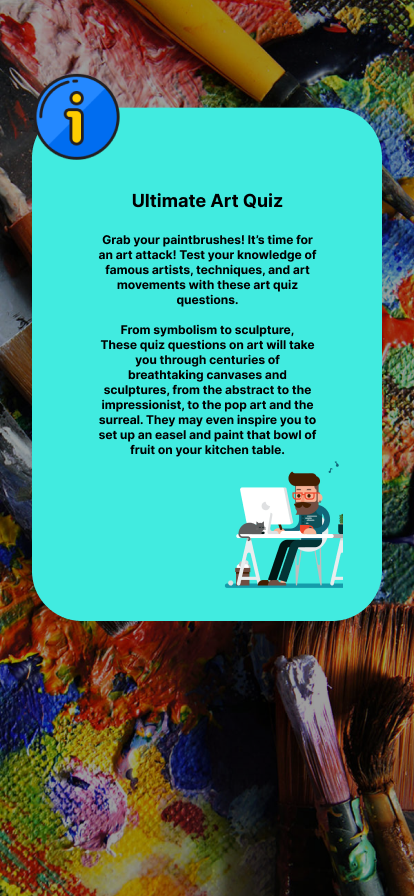 Ultimate Art Quiz
Grab your paintbrushes! It's time for
an art attack! Test your knowledge of
famous artists, techniques, and art
movements with these art quiz
questions.
From symbolism to sculpture,
These quiz questions on art will take
you through centuries of
breathtaking canvases and
sculptures, from the abstract to the
impressionist, to the pop art and the
surreal. They may even inspire you to
set up an easel and paint that bowl of
fruit on your kitchen table.